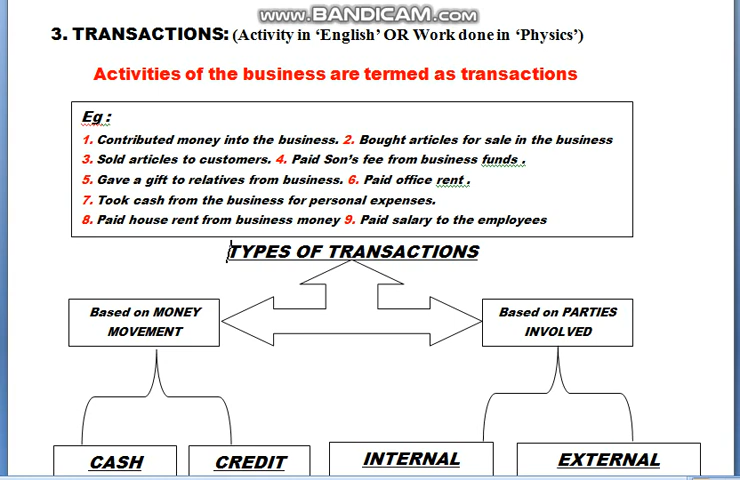 www.BANDICAM.com
3. TRANSACTIONS: (Activity in ‘English’ OR Work done in ‘Physics’)
Activities of the business are termed as transactions
Eg :
1. Contributed money into the business. 2. Bought articles for sale in the business
3. Sold articles to customers. 4. Paid Son’s fee from business funds .
5. Gave a gift to relatives from business. 6. Paid office rent .
7. Took cash from the business for personal expenses.
8. Paid house rent from business money 9. Paid salary to the employees
TYPES OF TRANSACTIONS
Based on MONEY
MOVEMENT
Based on PARTIES
INVOLVED
CASH
CREDIT
INTERNAL
EXTERNAL